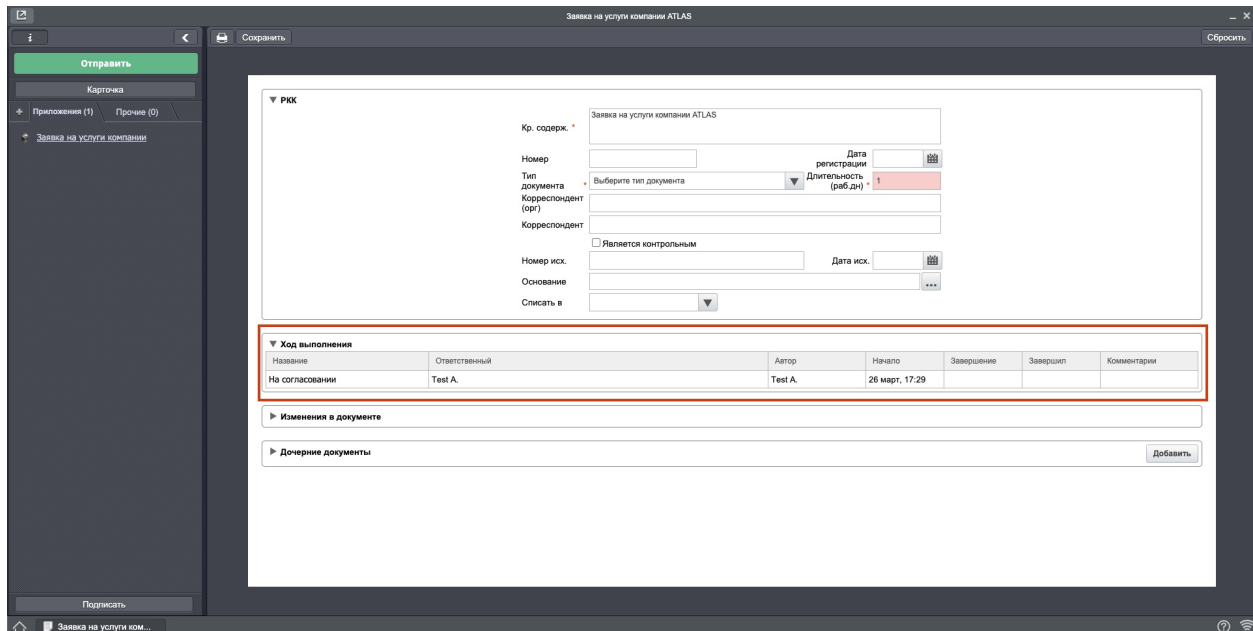 Заявка на услуги компании ATLAS
i
Сохранить
Сбросить
Отправить
Карточка
+ Приложения (1) Прочие (0)
Заявка на услуги компании
РКК
Кр. содерж. *
Заявка на услуги компании ATLAS
Номер
Дата регистрации
Тип документа *
Выберите тип документа
Длительность (раб.дн) *
1
Корреспондент (орг)
Корреспондент
Является контрольным
Номер исх.
Дата исх.
Основание
...
Списать в
Ход выполнения
Название Ответственный Автор Начало Завершение Завершил Комментарии
На согласовании Test A. Test A. 26 март, 17:29
Изменения в документе
Дочерние документы
Добавить
Подписать
Заявка на услуги ком...
?